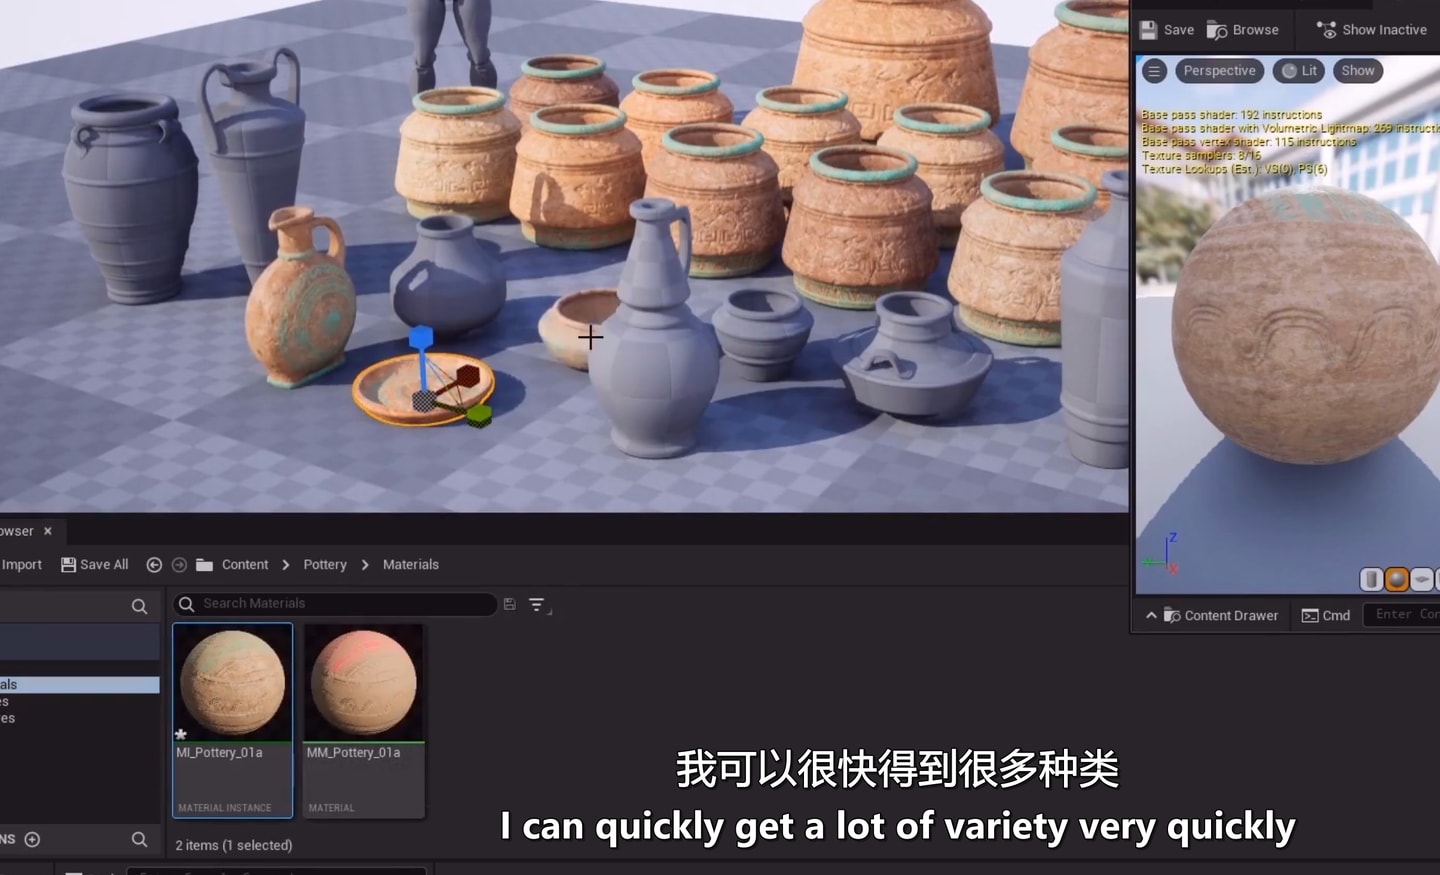 Save Browse Show Inactive
Perspective Lit Show
Base pass shader: 192 instructions
Base pass shader with Volumetric Lightmap: 269 instructi
Base pass vertex shader: 115 instructions
Texture samplers: 8/16
Texture Lookups (Est.): VS(0), PS(6)
Z
X
owser ×
Import Save All Content > Pottery > Materials
Content Drawer Cmd Enter Con
Search Materials
als
s
es
MI_Pottery_01a MM_Pottery_01a
MATERIAL INSTANCE MATERIAL
NS
2 items (1 selected)
我可以很快得到很多种类
I can quickly get a lot of variety very quickly